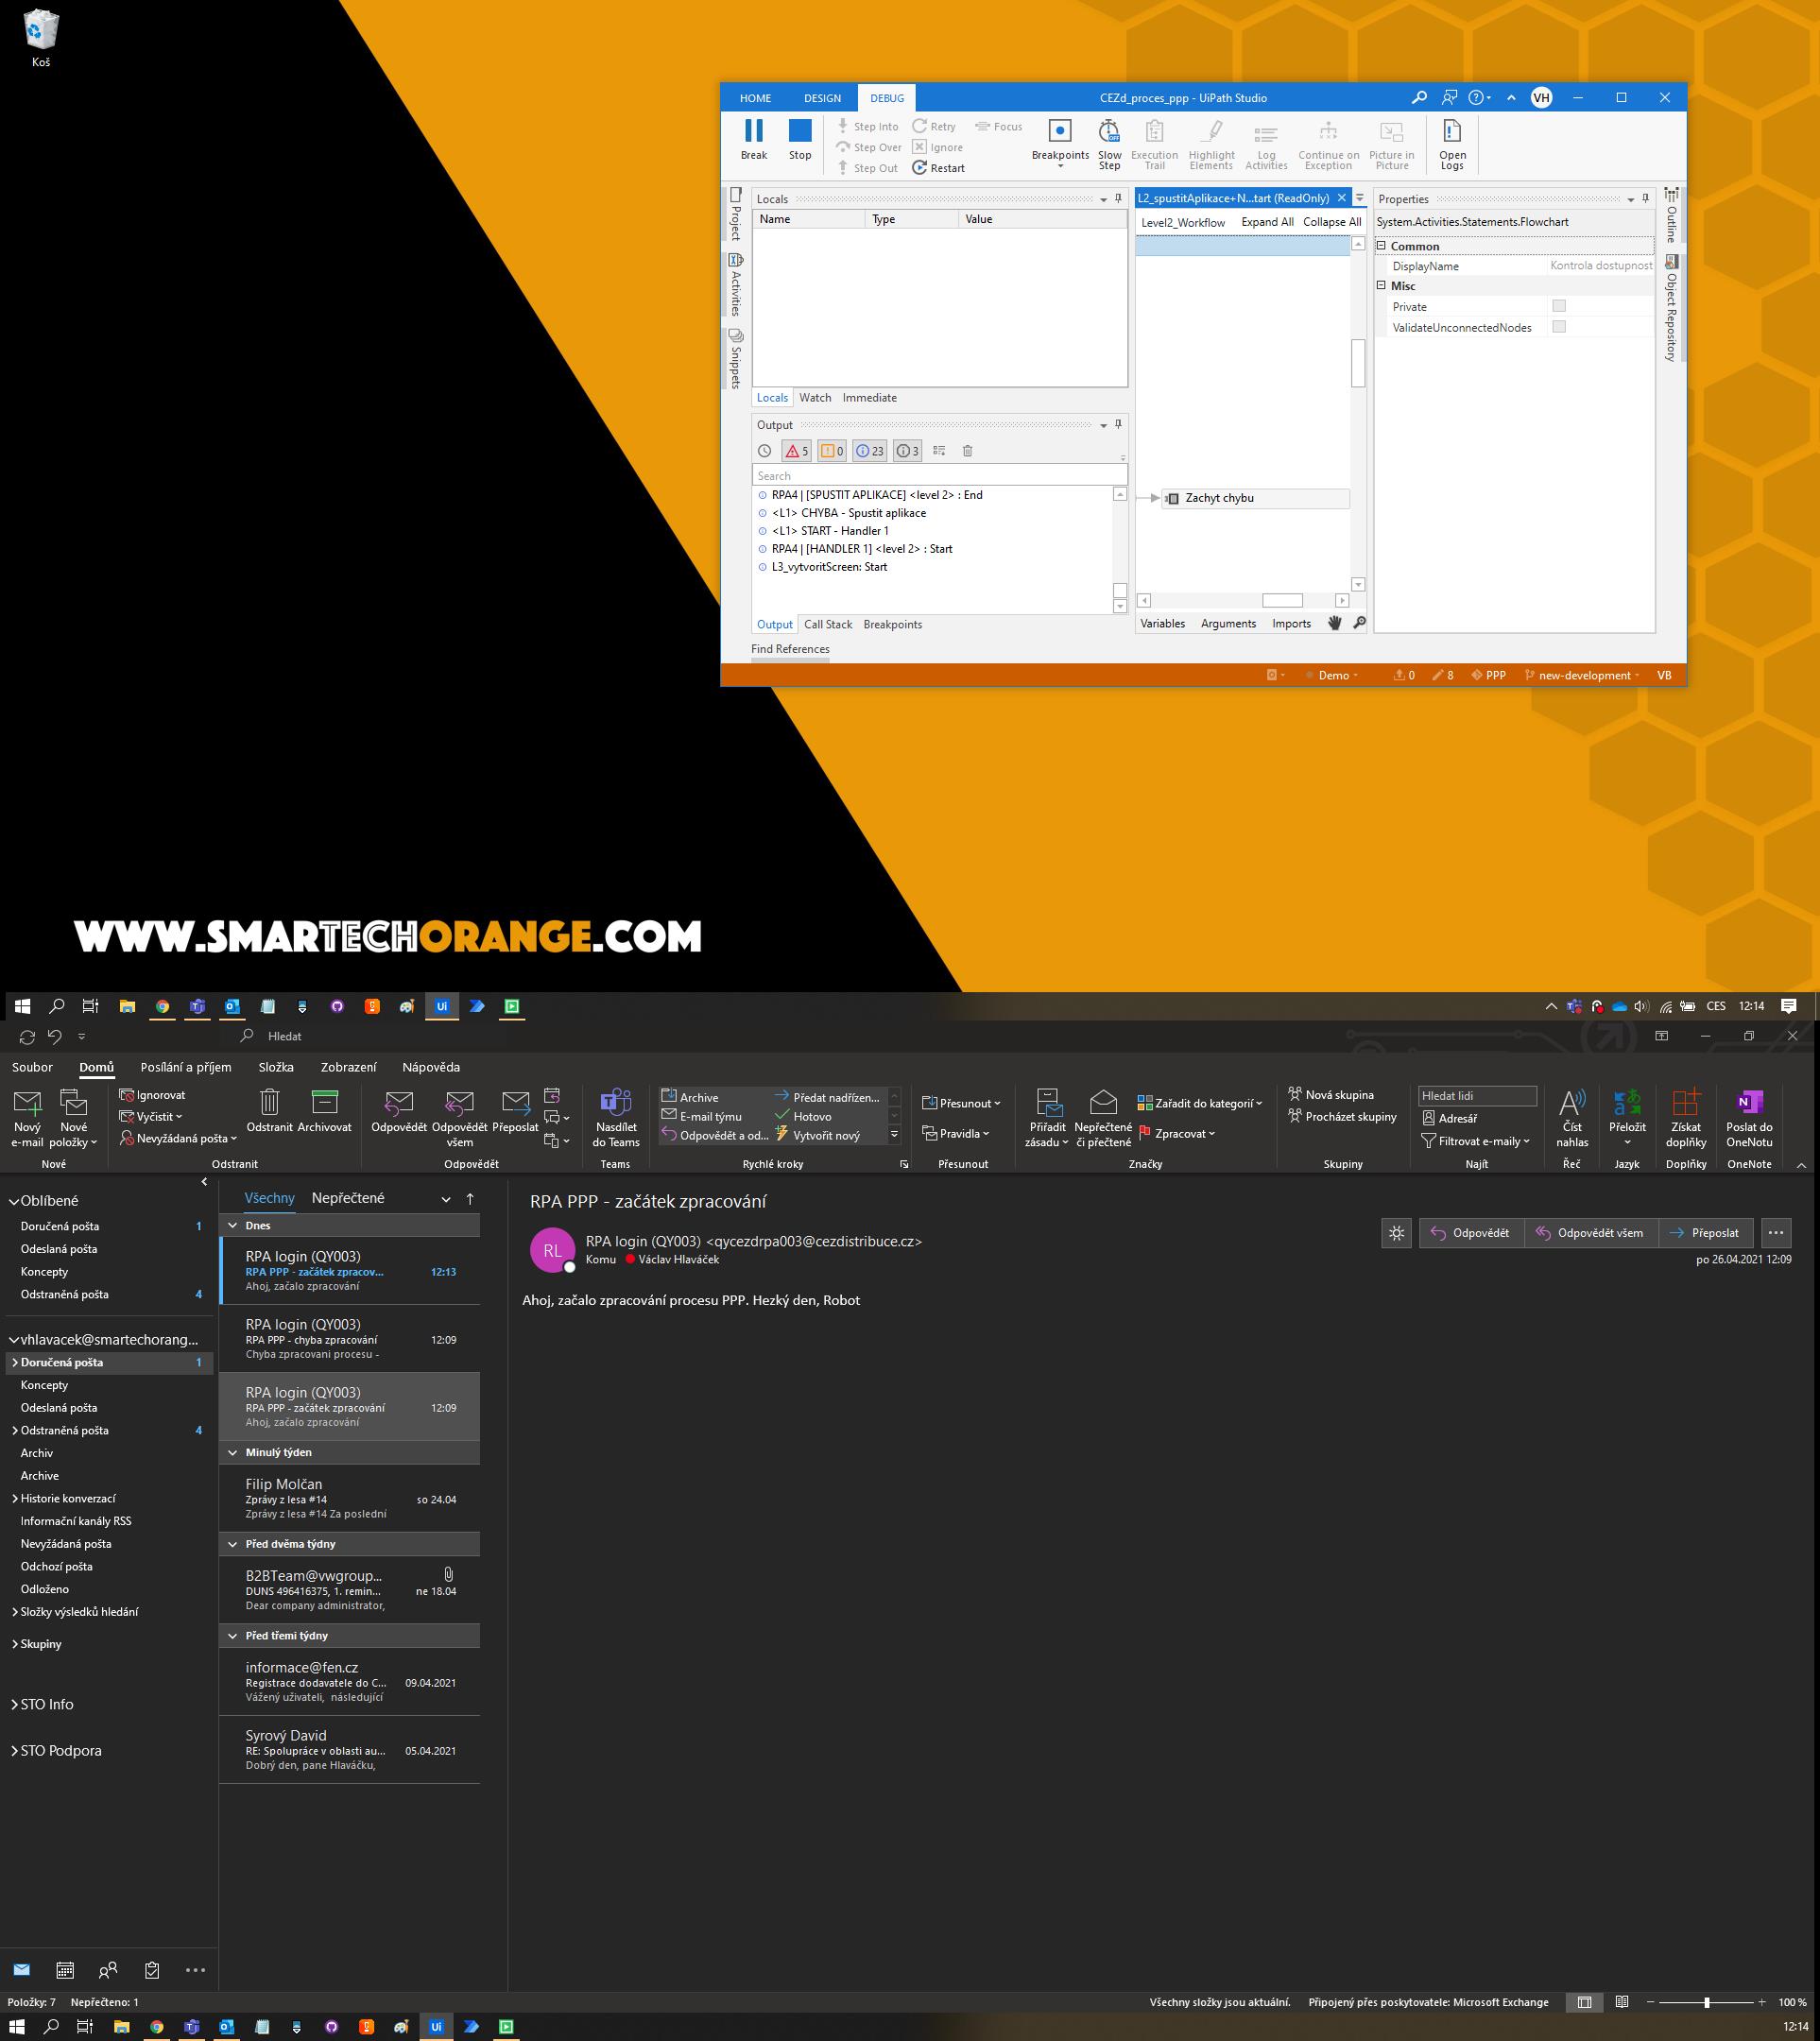 Koš
HOME DESIGN DEBUG CEZd_proces_ppp - UiPath Studio VH
Break Stop Step Into Retry Focus Step Over Ignore Step Out Restart
Breakpoints Slow Step Execution Trail Highlight Elements Log Activities Continue on Exception Picture in Picture Open Logs
Project
Activities
Snippets
Locals
Name Type Value
Locals Watch Immediate
Output
5 0 23 3
Search
RPA4 | [SPUSTIT APLIKACE] <level 2> : End
<L1> CHYBA - Spustit aplikace
<L1> START - Handler 1
RPA4 | [HANDLER 1] <level 2> : Start
L3_vytvoritScreen: Start
Output Call Stack Breakpoints
Find References
L2_spustitAplikace+N...tart (ReadOnly)
Level2_Workflow Expand All Collapse All
Zachyt chybu
Variables Arguments Imports
Properties
System.Activities.Statements.Flowchart
Common
DisplayName Kontrola dostupnost
Misc
Private
ValidateUnconnectedNodes
Outline
Object Repository
Demo 0 8 PPP new-development VB
WWW.SMARTECHORANGE.COM
CES 12:14
Hledat
Soubor Domů Posílání a příjem Složka Zobrazení Nápověda
Nový e-mail
Nové položky
Nové
Ignorovat
Vyčistit
Nevyžádaná pošta
Odstranit
Archivovat
Odstranit
Odpovědět
Odpovědět všem
Přeposlat
Odpovědět
Nasdílet do Teams
Teams
Archive
E-mail týmu
Odpovědět a od...
Předat nadřízen...
Hotovo
Vytvořit nový
Rychlé kroky
Přesunout
Pravidla
Přesunout
Přiřadit zásadu
Nepřečtené či přečtené
Zařadit do kategorií
Zpracovat
Značky
Nová skupina
Procházet skupiny
Skupiny
Hledat lidi
Adresář
Filtrovat e-maily
Najít
Číst nahlas
Řeč
Přeložit
Jazyk
Získat doplňky
Doplňky
Poslat do OneNotu
OneNote
Oblíbené
Doručená pošta 1
Odeslaná pošta
Koncepty
Odstraněná pošta 4
vhlavacek@smartechorang...
Doručená pošta 1
Koncepty
Odeslaná pošta
Odstraněná pošta 4
Archiv
Archive
Historie konverzací
Informační kanály RSS
Nevyžádaná pošta
Odchozí pošta
Odloženo
Složky výsledků hledání
Skupiny
STO Info
STO Podpora
Všechny Nepřečtené
Dnes
RPA login (QY003)
RPA PPP - začátek zpracov... 12:13
Ahoj, začalo zpracování
RPA login (QY003)
RPA PPP - chyba zpracování 12:09
Chyba zpracovani procesu -
RPA login (QY003)
RPA PPP - začátek zpracování 12:09
Ahoj, začalo zpracování
Minulý týden
Filip Molčan
Zprávy z lesa #14 so 24.04
Zprávy z lesa #14 Za poslední
Před dvěma týdny
B2BTeam@vwgroup...
DUNS 496416375, 1. remin... ne 18.04
Dear company administrator,
Před třemi týdny
informace@fen.cz
Registrace dodavatele do C... 09.04.2021
Vážený uživateli, následující
Syrový David
RE: Spolupráce v oblasti au... 05.04.2021
Dobrý den, pane Hlaváčku,
RPA PPP - začátek zpracování
RL
RPA login (QY003) <qycezdrpa003@cezdistribuce.cz>
Komu Václav Hlaváček
Odpovědět Odpovědět všem Přeposlat
po 26.04.2021 12:09
Ahoj, začalo zpracování procesu PPP. Hezký den, Robot
Položky: 7 Nepřečteno: 1 Všechny složky jsou aktuální. Připojený přes poskytovatele: Microsoft Exchange 100 %
12:14